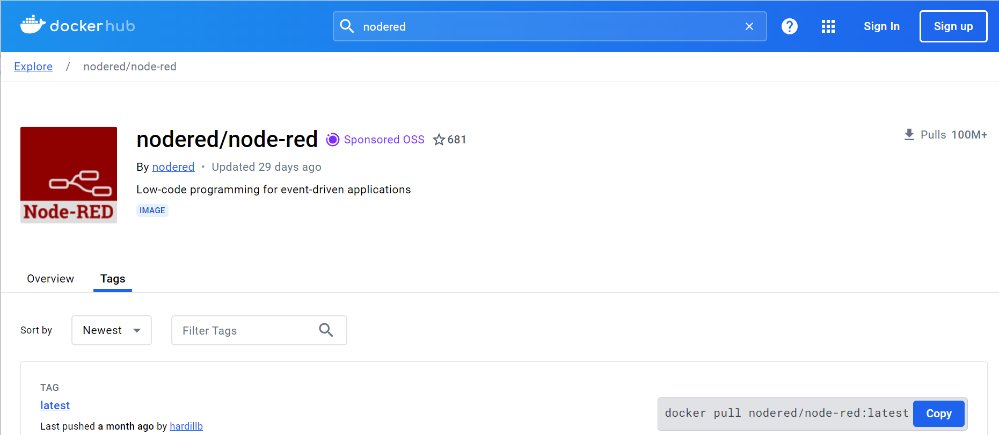 dockerhub
nodered
Sign In
Sign up
Explore / nodered/node-red
nodered/node-red
Sponsored OSS
681
Pulls 100M+
By nodered • Updated 29 days ago
Low-code programming for event-driven applications
IMAGE
Node-RED
Overview
Tags
Sort by
Newest
Filter Tags
TAG
latest
docker pull nodered/node-red:latest
Copy
Last pushed a month ago by hardillb